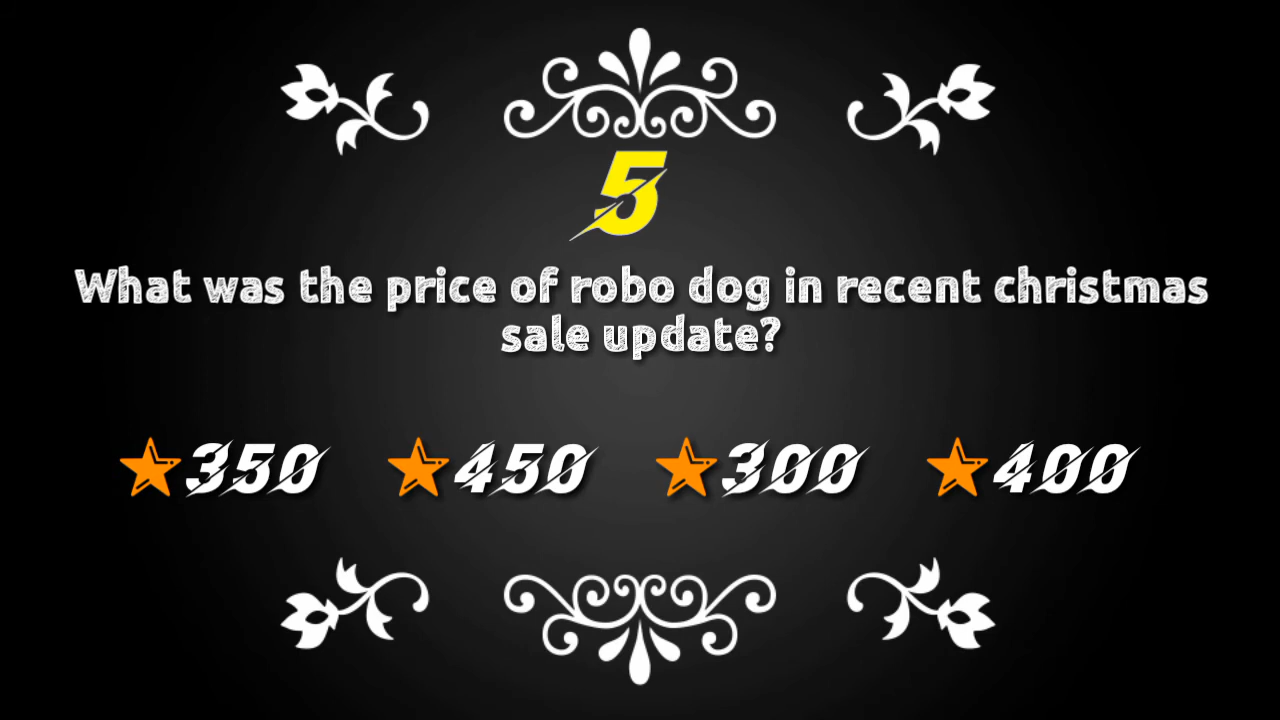 5
What was the price of robo dog in recent christmas
sale update?
350 450 300 400